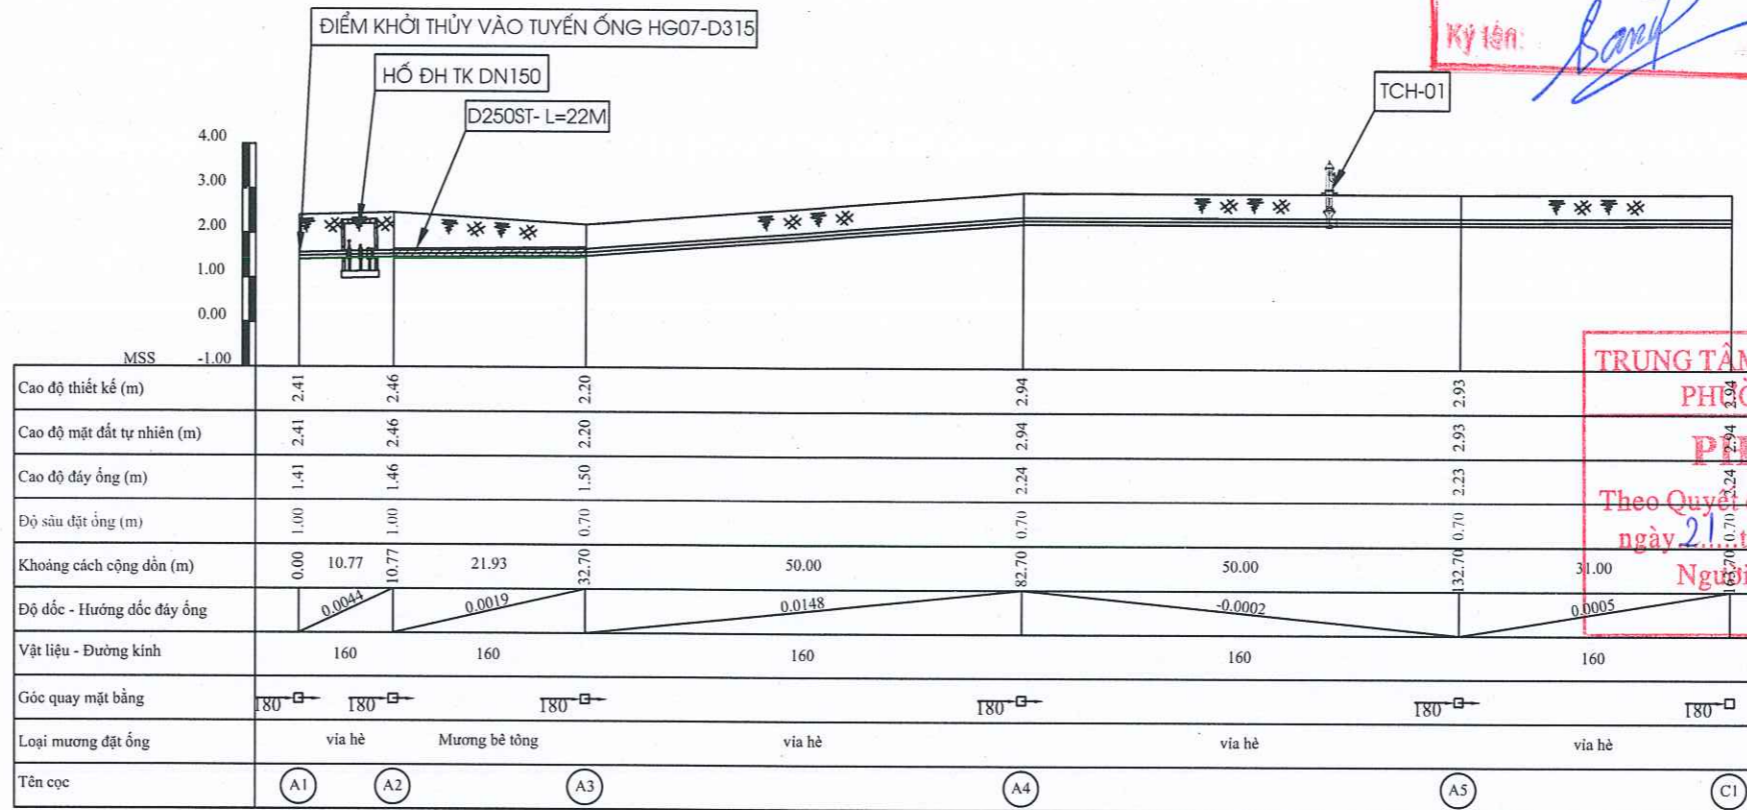 Ký tên:
ĐIỂM KHỞI THỦY VÀO TUYẾN ỐNG HG07-D315
HỐ ĐH TK DN150
D250ST- L=22M
TCH-01
4.00
3.00
2.00
1.00
0.00
MSS -1.00
TRUNG TÂM
PHƯỜ
Cao độ thiết kế (m) 2.41 2.46 2.20 2.94 2.93 2.94
Cao độ mặt đất tự nhiên (m) 2.41 2.46 2.20 2.94 2.93 2.94
Cao độ đáy ống (m) 1.41 1.46 1.50 2.24 2.23 2.24
Theo Quyết
Độ sâu đặt ống (m) 1.00 1.00 0.70 0.70 0.70 0.70
ngày 21
Khoảng cách cộng dồn (m) 0.00 10.77 10.77 21.93 32.70 50.00 82.70 50.00 132.70 31.00 163.70
Người
Độ dốc - Hướng dốc đáy ống 0.0044 0.0019 0.0148 -0.0002 0.0005
Vật liệu - Đường kính 160 160 160 160 160
Góc quay mặt bằng 180 180 180 180 180 180
Loại mương đặt ống vỉa hè Mương bê tông vỉa hè vỉa hè vỉa hè
Tên cọc A1 A2 A3 A4 A5 C1